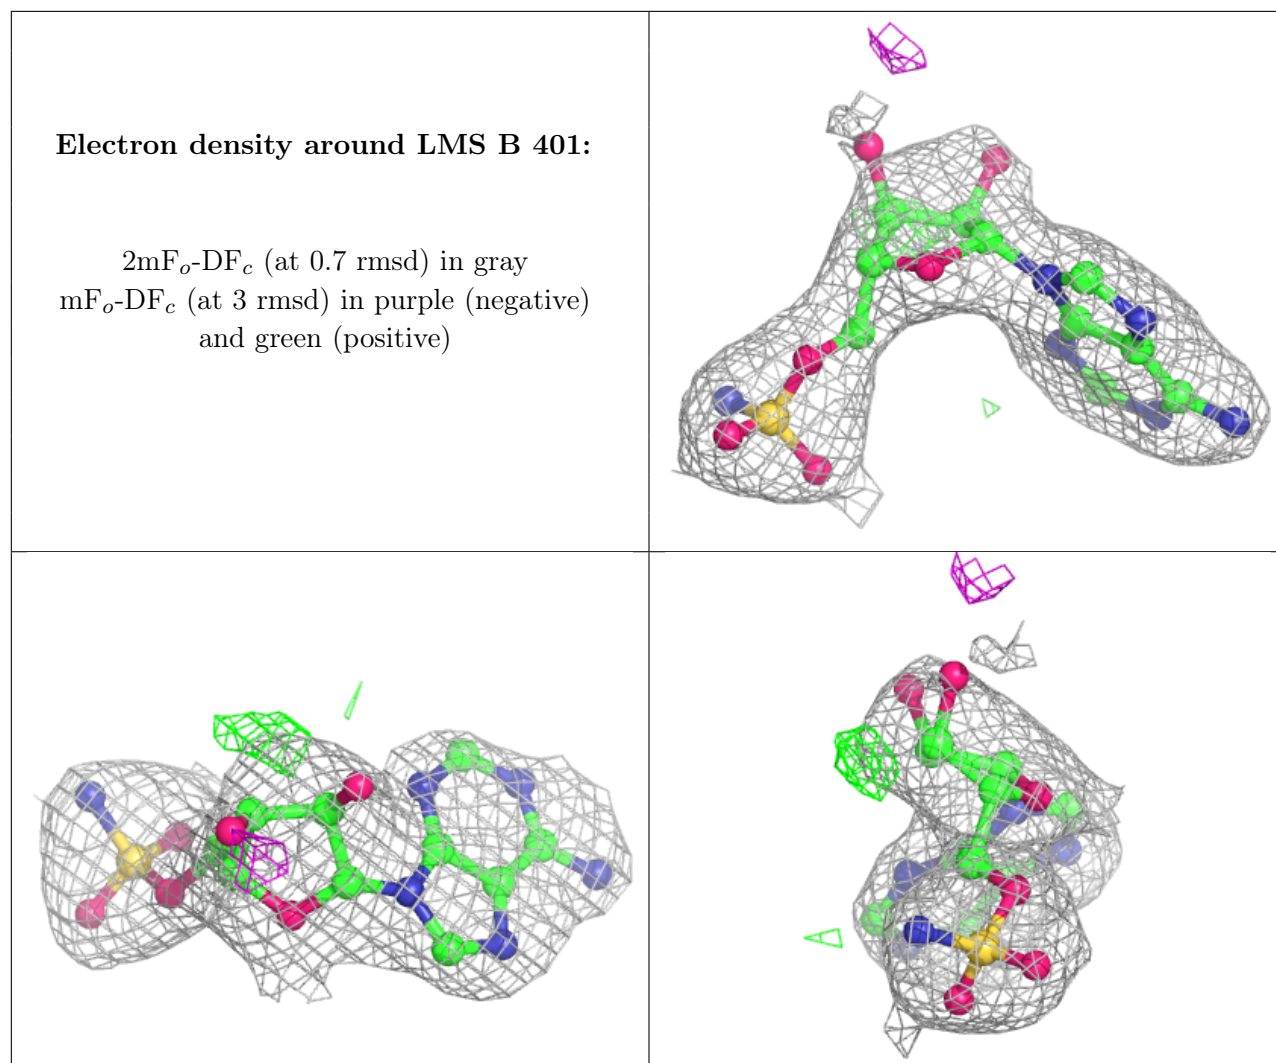 Electron density around LMS B 401:
2mFo-DFc (at 0.7 rmsd) in gray
mFo-DFc (at 3 rmsd) in purple (negative)
and green (positive)